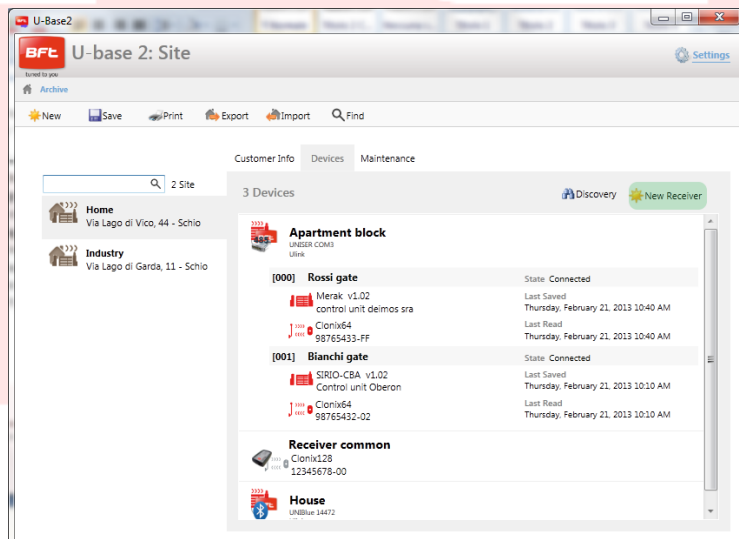 U-Base2
BFt
U-base 2: Site
Settings
tuned to you
Archive
New Save Print Export Import Find
Customer Info Devices Maintenance
2 Site
3 Devices
Discovery New Receiver
Home
Via Lago di Vico, 44 - Schio
Industry
Via Lago di Garda, 11 - Schio
485
Apartment block
UNISER COM3
Ulink
[000] Rossi gate State Connected
Merak v1.02
control unit deimos sra
Last Saved
Thursday, February 21, 2013 10:40 AM
Clonix64
98765433-FF
Last Read
Thursday, February 21, 2013 10:40 AM
[001] Bianchi gate State Connected
SIRIO-CBA v1.02
Control unit Oberon
Last Saved
Thursday, February 21, 2013 10:10 AM
Clonix64
98765432-02
Last Read
Thursday, February 21, 2013 10:10 AM
Receiver common
Clonix128
12345678-00
House
UNIBlue 14472